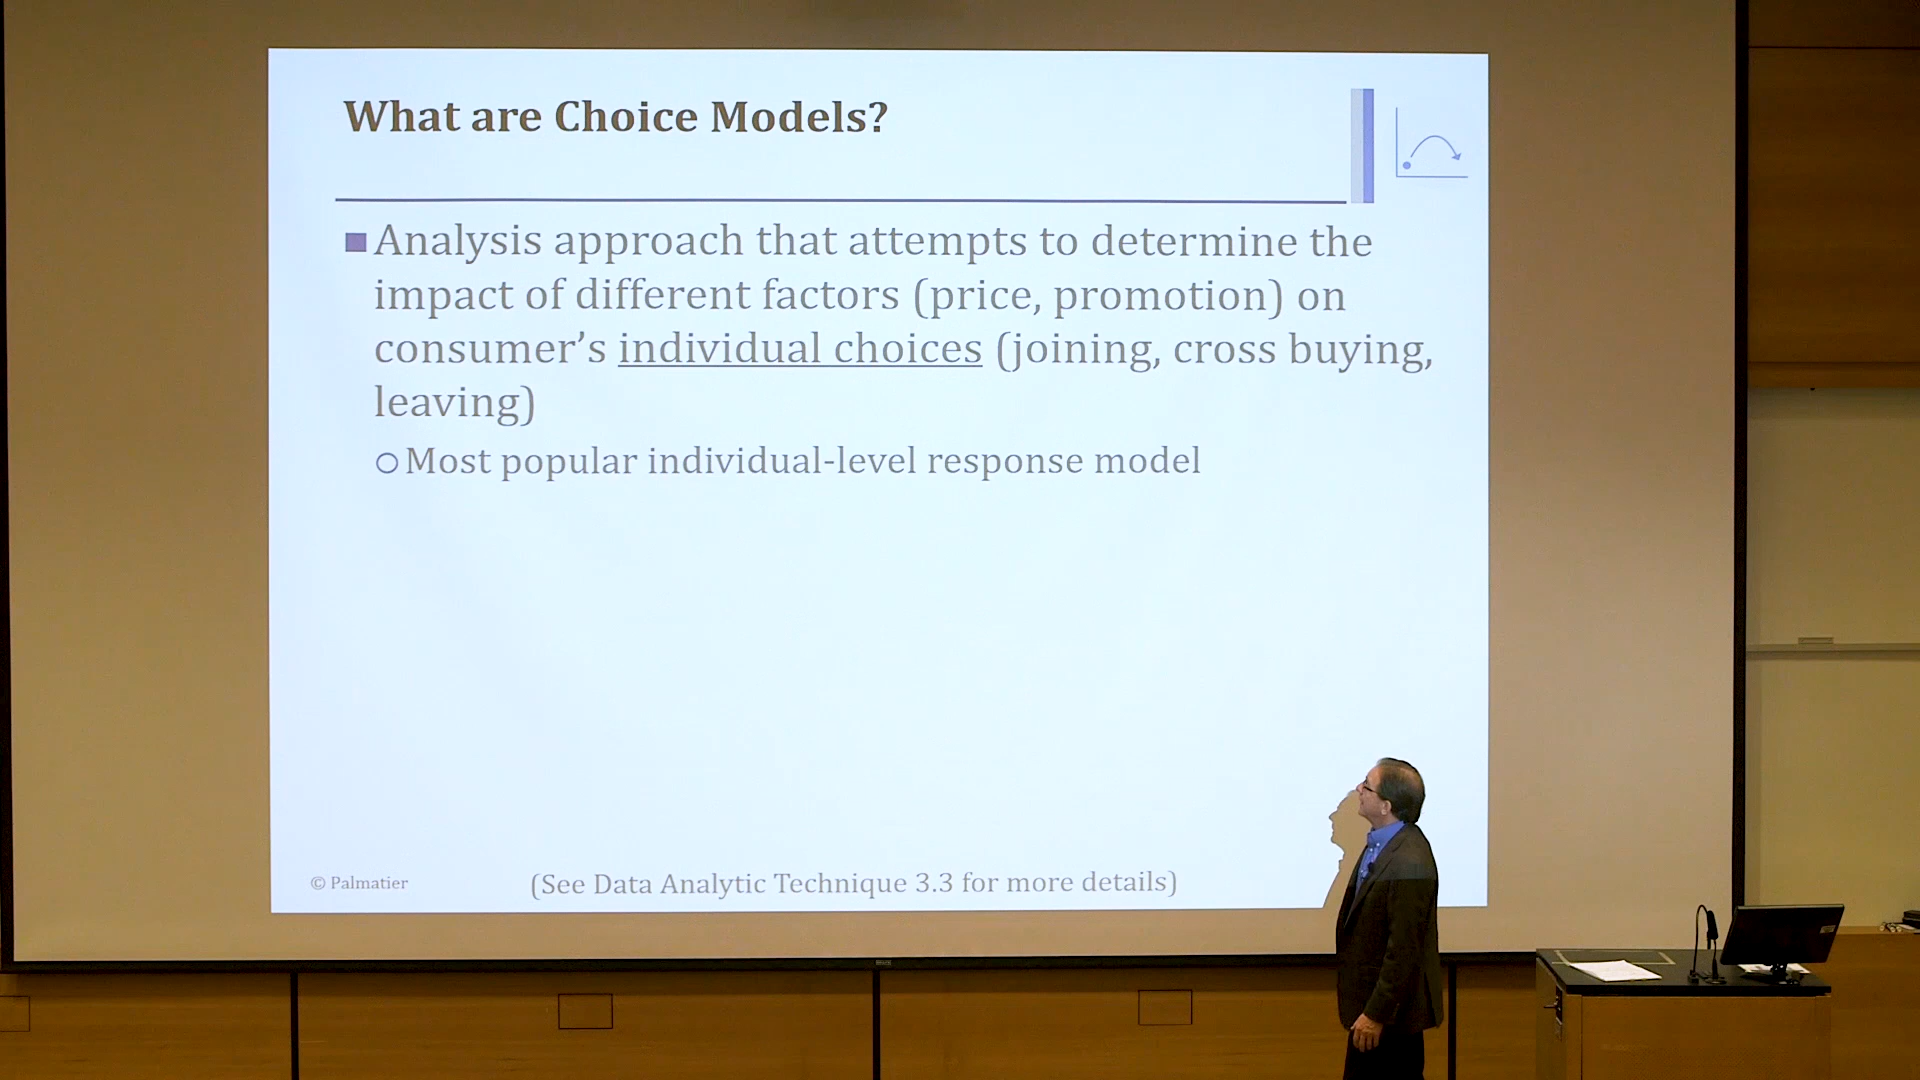 What are Choice Models?
Analysis approach that attempts to determine the
impact of different factors (price, promotion) on
consumer’s individual choices (joining, cross buying,
leaving)
Most popular individual-level response model
© Palmatier
(See Data Analytic Technique 3.3 for more details)